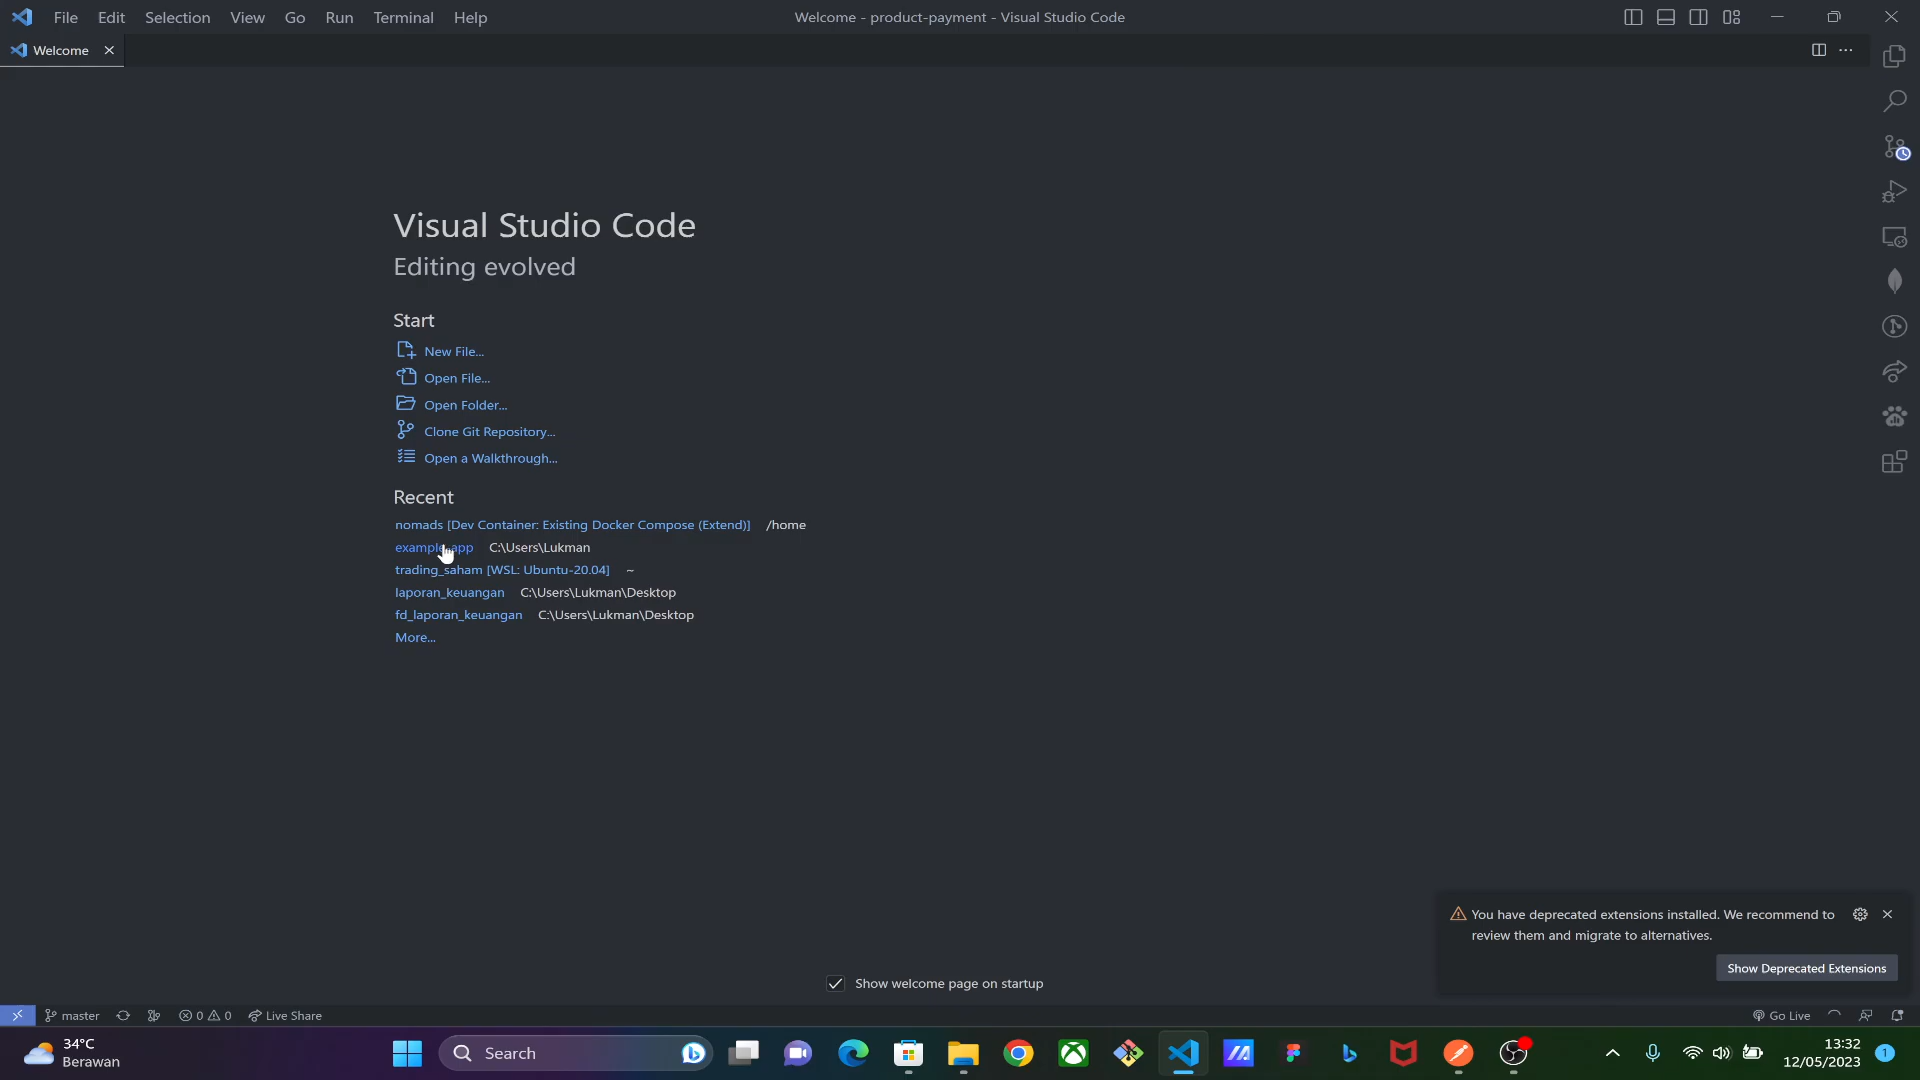 File Edit Selection View Go Run Terminal Help
Welcome - product-payment - Visual Studio Code
Welcome
Visual Studio Code
Editing evolved
Start
New File...
Open File...
Open Folder...
Clone Git Repository...
Open a Walkthrough...
Recent
nomads [Dev Container: Existing Docker Compose (Extend)] /home
example-app C:\Users\Lukman
trading_saham [WSL: Ubuntu-20.04] ~
laporan_keuangan C:\Users\Lukman\Desktop
fd_laporan_keuangan C:\Users\Lukman\Desktop
More...
You have deprecated extensions installed. We recommend to
review them and migrate to alternatives.
Show Deprecated Extensions
Show welcome page on startup
master 0 0 Live Share Go Live
34°C
Berawan
Search
13:32
12/05/2023
1